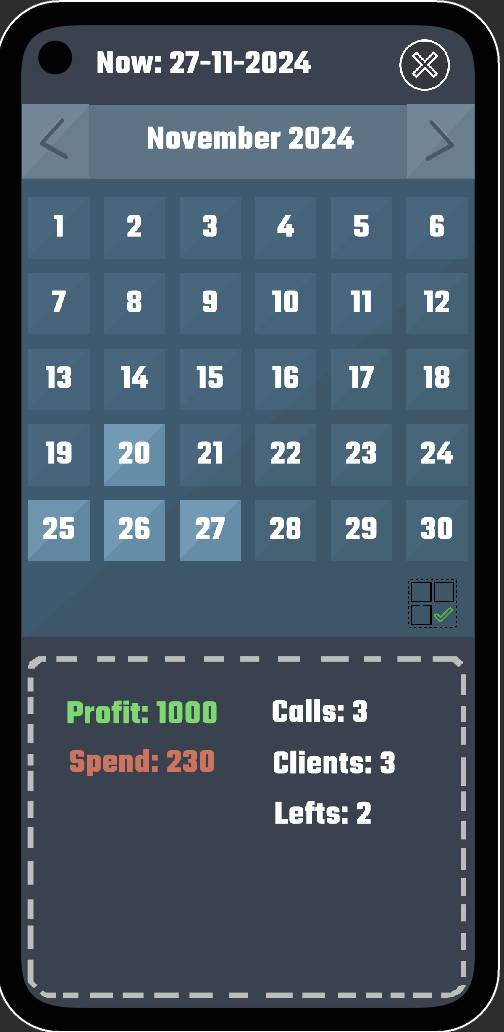 Now: 27-11-2024
November 2024
1 2 3 4 5 6
7 8 9 10 11 12
13 14 15 16 17 18
19 20 21 22 23 24
25 26 27 28 29 30
Profit: 1000 Calls: 3
Spend: 230 Clients: 3
Lefts: 2